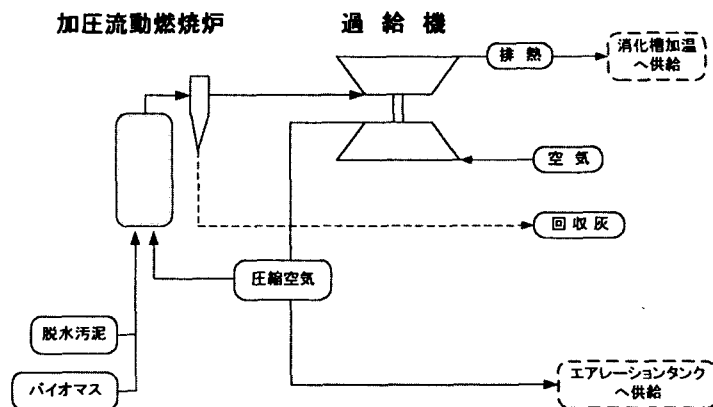 加圧流動燃焼炉
過給機
排熱
消化槽加温
へ供給
空気
回収灰
圧縮空気
脱水汚泥
バイオマス
エアレーションタンク
へ供給